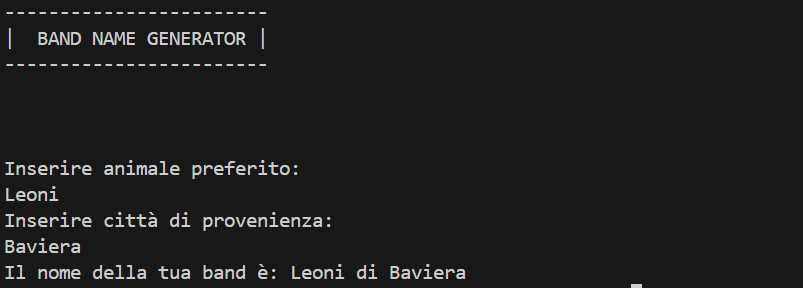 ------------------------
|  BAND NAME GENERATOR |
------------------------
Inserire animale preferito:
Leoni
Inserire città di provenienza:
Baviera
Il nome della tua band è: Leoni di Baviera